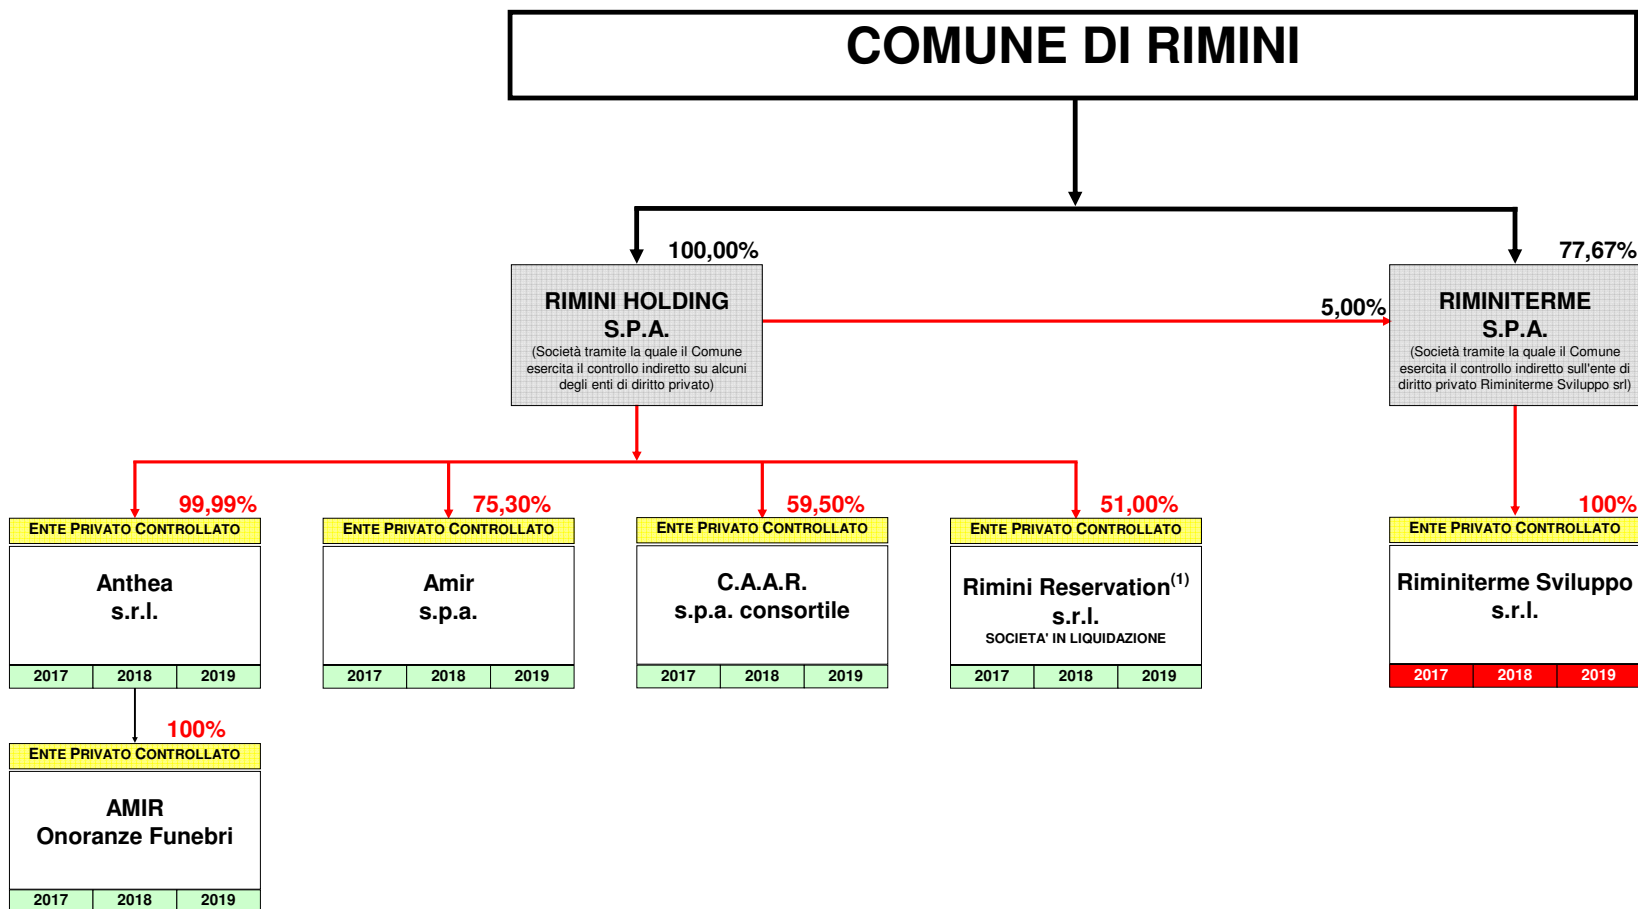 COMUNE DI RIMINI
100,00%
77,67%
RIMINI HOLDING
S.P.A.
(Società tramite la quale il Comune
esercita il controllo indiretto su alcuni
degli enti di diritto privato)
5,00%
RIMINITERME
S.P.A.
(Società tramite la quale il Comune
esercita il controllo indiretto sull'ente di
diritto privato Riminiterme Sviluppo srl)
99,99%
ENTE PRIVATO CONTROLLATO
Anthea
s.r.l.
2017 2018 2019
75,30%
ENTE PRIVATO CONTROLLATO
Amir
s.p.a.
2017 2018 2019
59,50%
ENTE PRIVATO CONTROLLATO
C.A.A.R.
s.p.a. consortile
2017 2018 2019
51,00%
ENTE PRIVATO CONTROLLATO
Rimini Reservation(1)
s.r.l.
SOCIETA' IN LIQUIDAZIONE
2017 2018 2019
100%
ENTE PRIVATO CONTROLLATO
Riminiterme Sviluppo
s.r.l.
2017 2018 2019
100%
ENTE PRIVATO CONTROLLATO
AMIR
Onoranze Funebri
2017 2018 2019